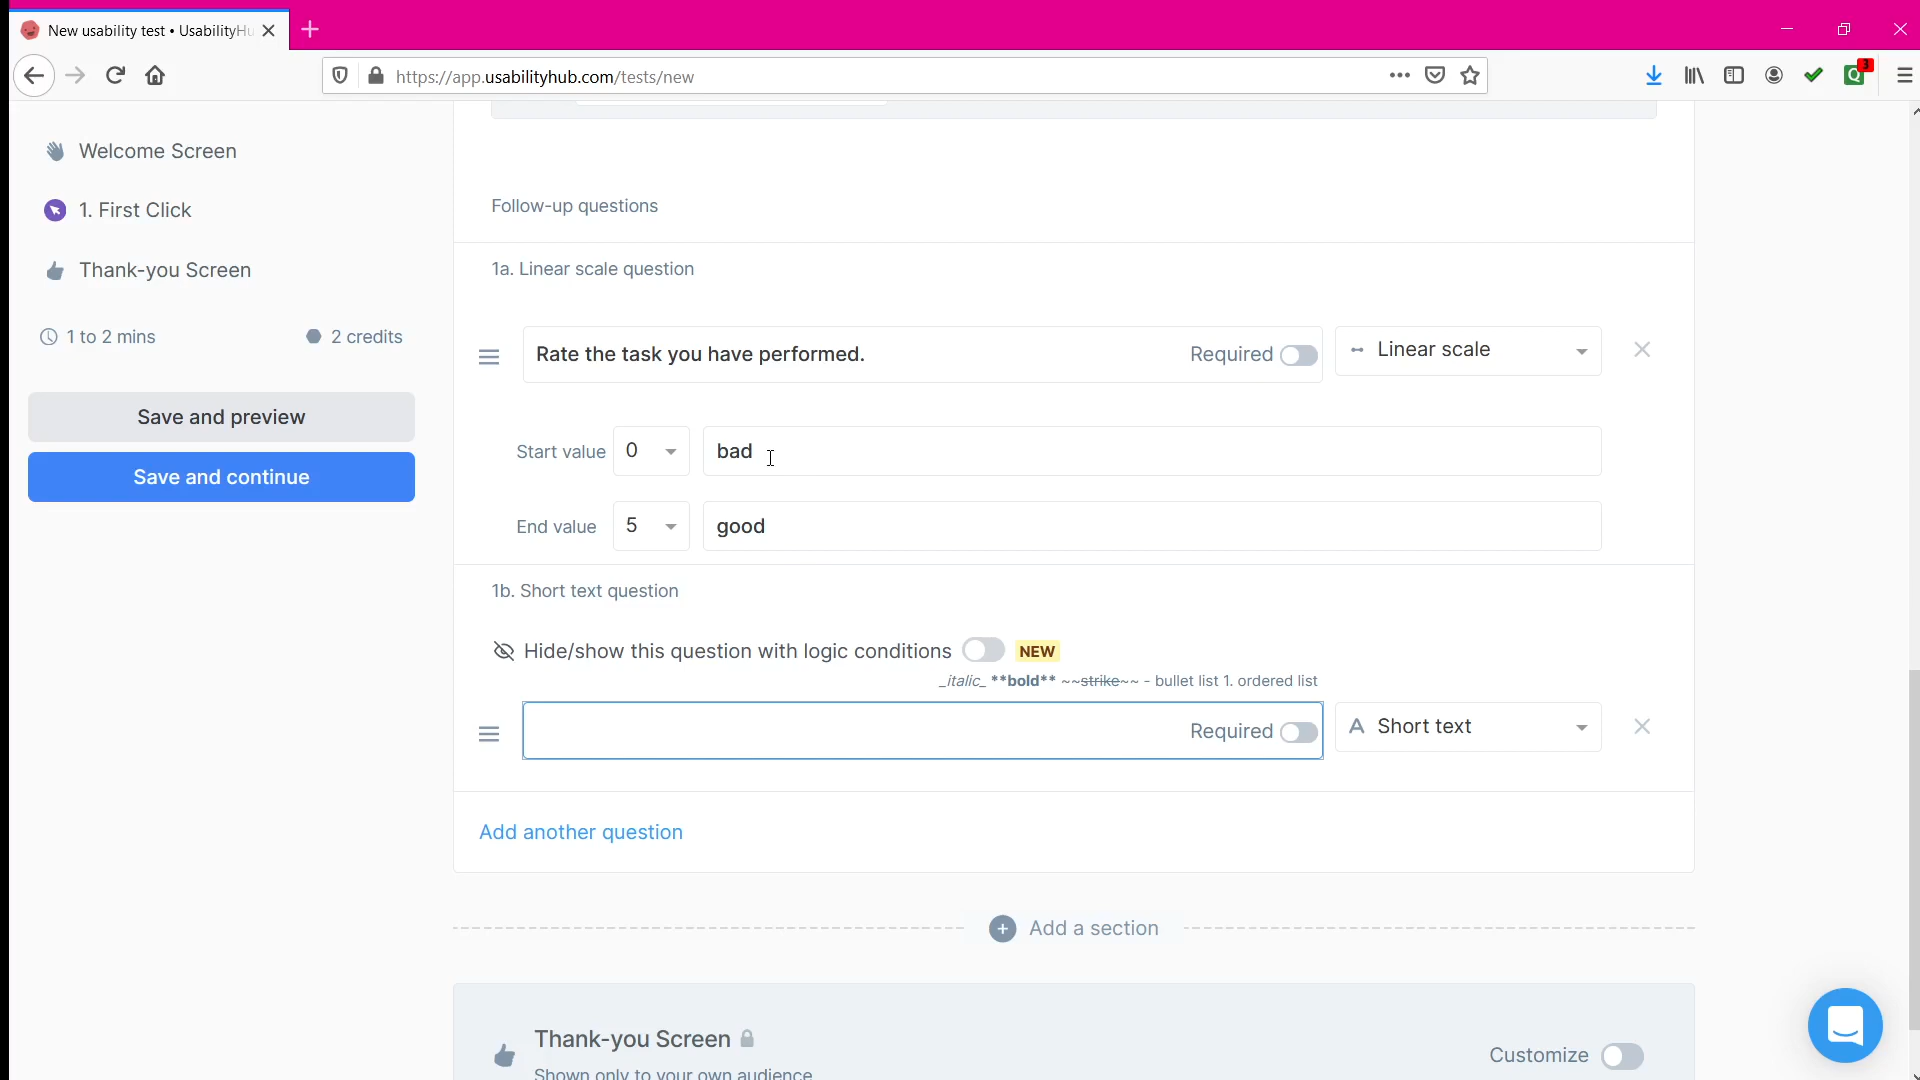 New usability test • UsabilityHu
https://app.usabilityhub.com/tests/new
3
Welcome Screen
1. First Click
Thank-you Screen
1 to 2 mins
2 credits
Save and preview
Save and continue
Follow-up questions
1a. Linear scale question
Rate the task you have performed.
Required
Linear scale
Start value
0
bad
End value
5
good
1b. Short text question
Hide/show this question with logic conditions
NEW
_italic_ **bold** ~~strike~~ - bullet list 1. ordered list
Required
A Short text
Add another question
Add a section
Thank-you Screen
Customize
Shown only to your own audience